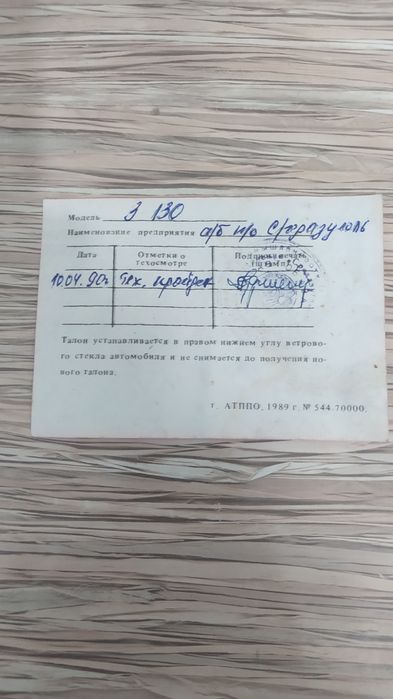 Модель З 130
Наименование предприятия а/б п/о
Дата Отметки о техосмотре
10.04.90г. Тех. пройден
Талон устанавливается в правом нижнем углу ветрово-
го стекла автомобиля и не снимается до получения но-
вого талона.
т. АТППО, 1989 г. № 544.70000.